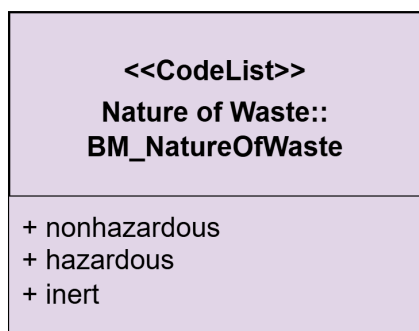 <<CodeList>>
Nature of Waste::
BM_NatureOfWaste
+ nonhazardous
+ hazardous
+ inert